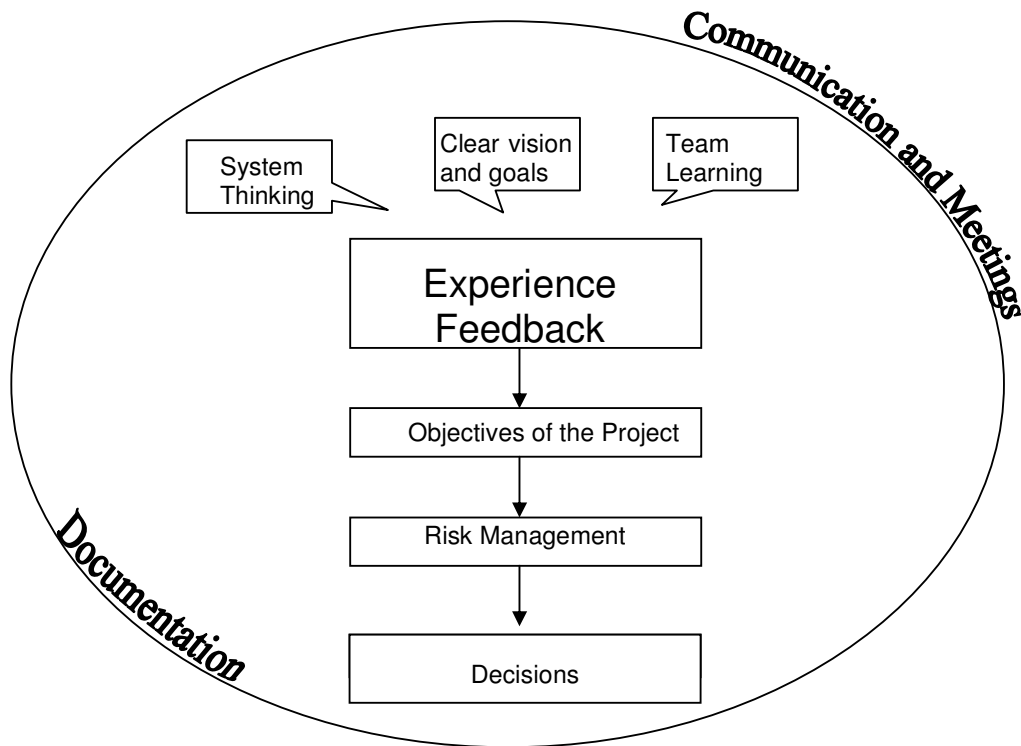 Communication and Meetings
System
Thinking
Clear vision
and goals
Team
Learning
Experience
Feedback
Objectives of the Project
Risk Management
Decisions
Documentation